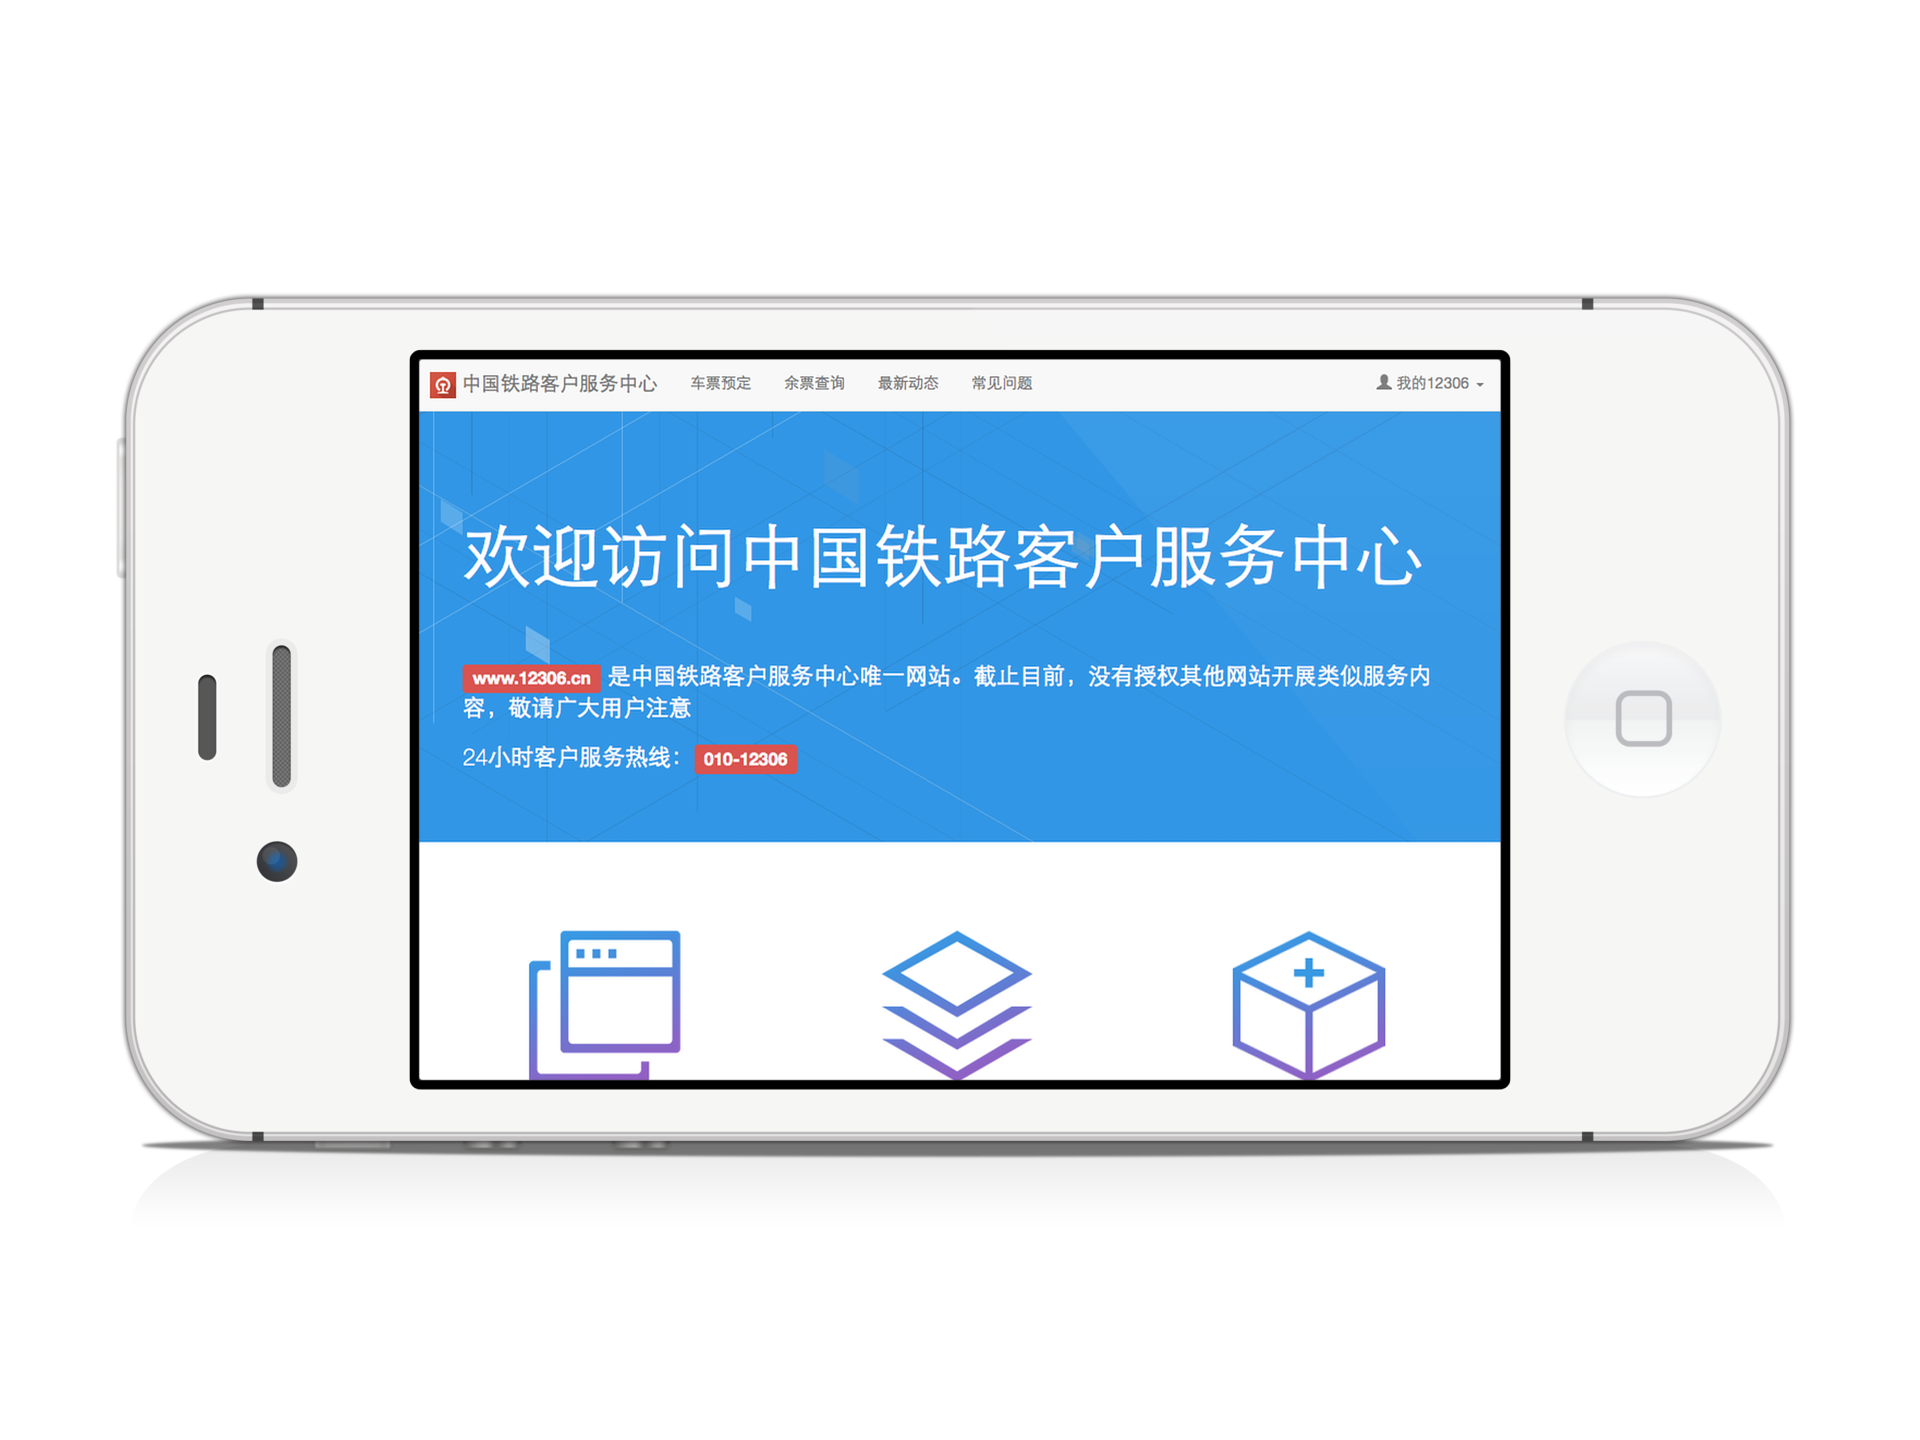 中国铁路客户服务中心 车票预定 余票查询 最新动态 常见问题 我的12306
欢迎访问中国铁路客户服务中心
www.12306.cn 是中国铁路客户服务中心唯一网站。截止目前，没有授权其他网站开展类似服务内
容，敬请广大用户注意
24小时客户服务热线： 010-12306